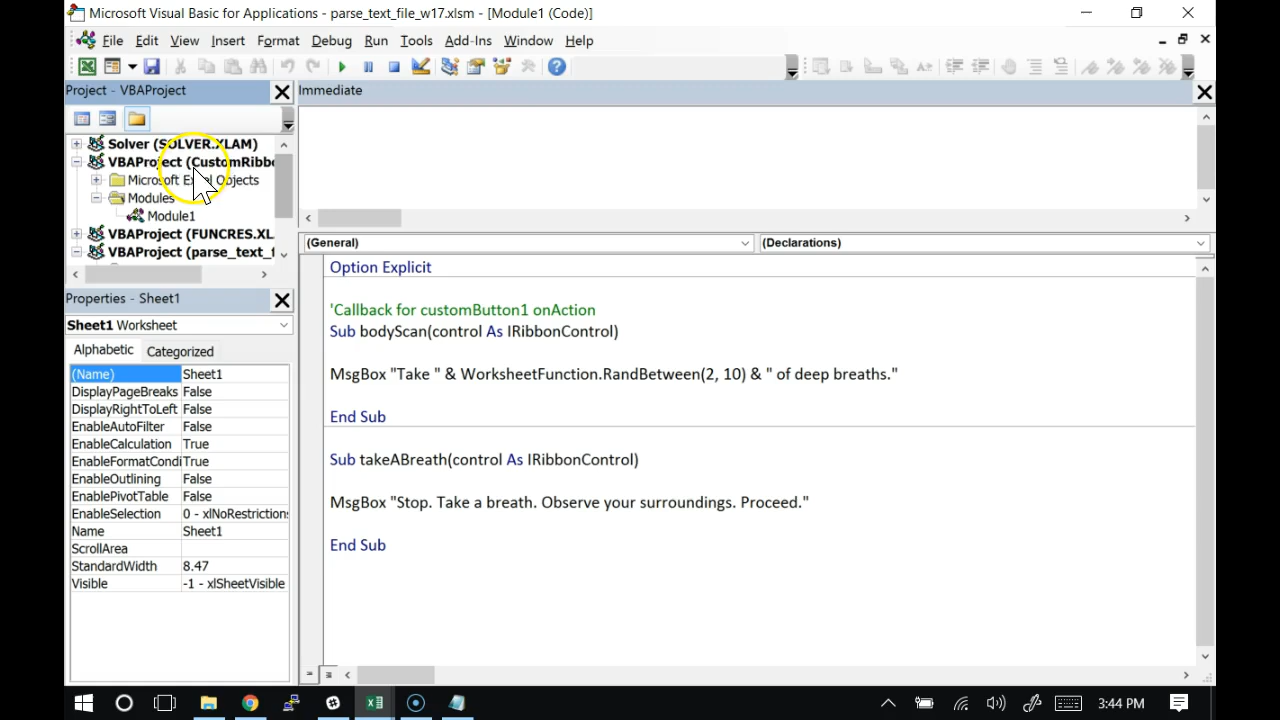 Microsoft Visual Basic for Applications - parse_text_file_w17.xlsm - [Module1 (Code)]
File Edit View Insert Format Debug Run Tools Add-Ins Window Help
Project - VBAProject
Immediate
Solver (SOLVER.XLAM)
VBAProject (CustomRibb
Microsoft Excel Objects
Modules
Module1
VBAProject (FUNCRES.XL
VBAProject (parse_text_f
(General)
(Declarations)
Option Explicit
'Callback for customButton1 onAction
Sub bodyScan(control As IRibbonControl)
MsgBox "Take " & WorksheetFunction.RandBetween(2, 10) & " of deep breaths."
End Sub
Sub takeABreath(control As IRibbonControl)
MsgBox "Stop. Take a breath. Observe your surroundings. Proceed."
End Sub
Properties - Sheet1
Sheet1 Worksheet
Alphabetic Categorized
(Name) Sheet1
DisplayPageBreaks False
DisplayRightToLeft False
EnableAutoFilter False
EnableCalculation True
EnableFormatCondi True
EnableOutlining False
EnablePivotTable False
EnableSelection 0 - xlNoRestrictions
Name Sheet1
ScrollArea
StandardWidth 8.47
Visible -1 - xlSheetVisible
3:44 PM